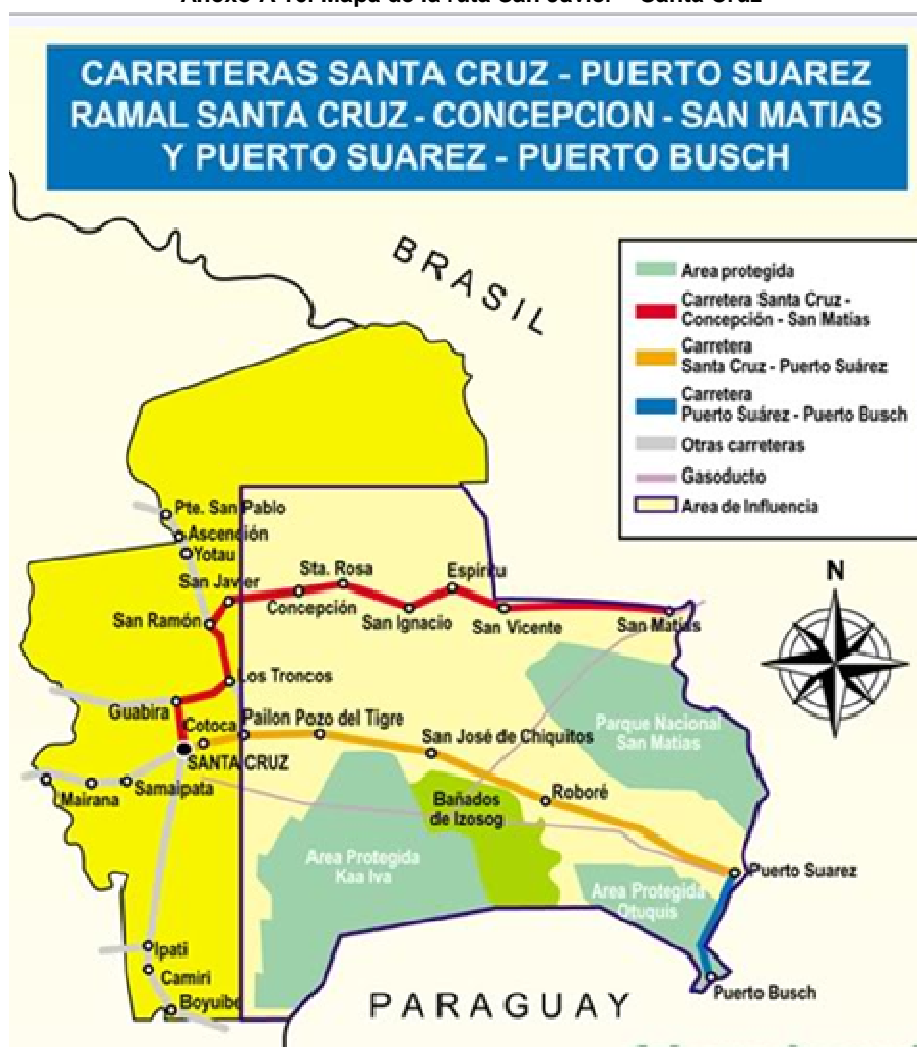 CARRETERAS SANTA CRUZ - PUERTO SUAREZ
RAMAL SANTA CRUZ - CONCEPCION - SAN MATIAS
Y PUERTO SUAREZ - PUERTO BUSCH
BRASIL
Area protegida
Carretera Santa Cruz -
Concepción - San Matías
Carretera
Santa Cruz - Puerto Suárez
Carretera
Puerto Suárez - Puerto Busch
Otras carreteras
Gasoducto
Area de Influencia
N
Pte. San Pablo
Ascención
Yotau
San Javier
Sta. Rosa
Espiritu
Concepción
San Ramón
San Ignacio
San Vicente
San Matias
Los Troncos
Guabira
Cotoca
Pailon
Pozo del Tigre
SANTA CRUZ
San José de Chiquitos
Parque Nacional
San Matias
Mairana
Samaipata
Bañados
de Izosog
Roboré
Area Protegida
Kaa Iva
Puerto Suarez
Area Protegida
Otuquis
Ipati
Camiri
Boyuibe
Puerto Busch
PARAGUAY